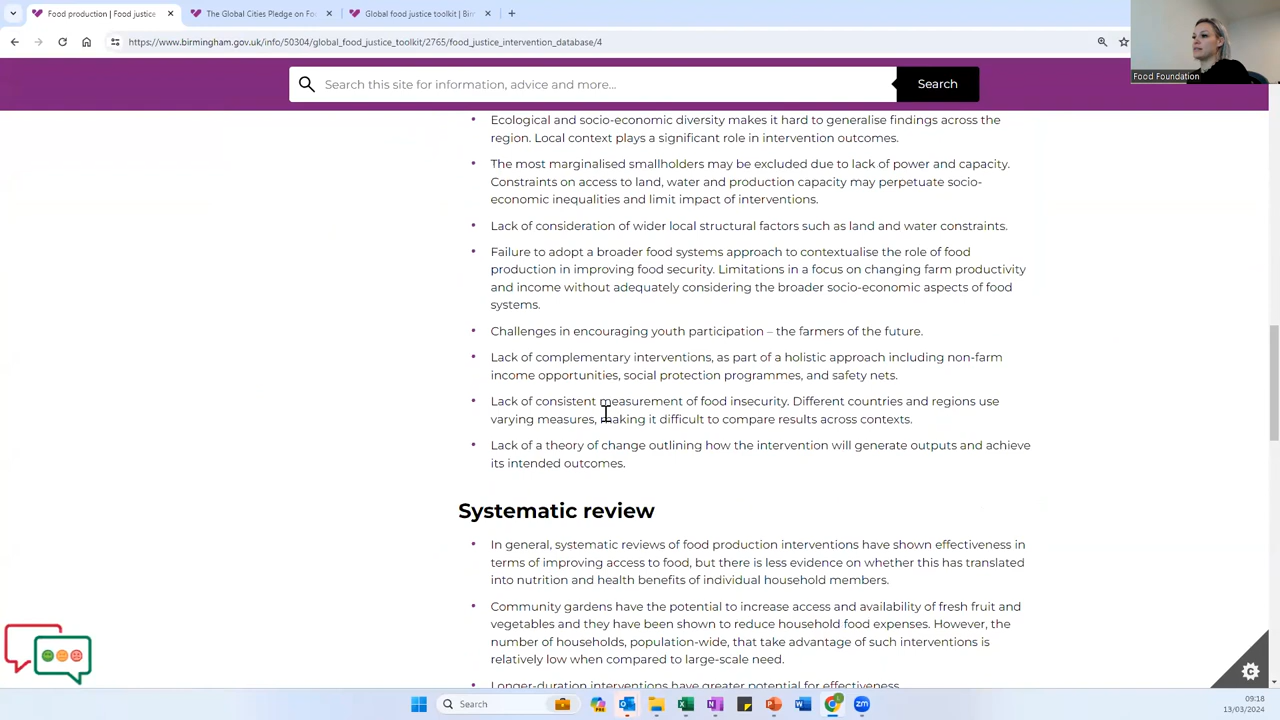 Food production | Food justice
The Global Cities Pledge on Fo
Global food justice toolkit | Bir
https://www.birmingham.gov.uk/info/50304/global_food_justice_toolkit/2765/food_justice_intervention_database/4
Food Foundation
Search this site for information, advice and more...
Search
Ecological and socio-economic diversity makes it hard to generalise findings across the
region. Local context plays a significant role in intervention outcomes.
The most marginalised smallholders may be excluded due to lack of power and capacity.
Constraints on access to land, water and production capacity may perpetuate socio-
economic inequalities and limit impact of interventions.
Lack of consideration of wider local structural factors such as land and water constraints.
Failure to adopt a broader food systems approach to contextualise the role of food
production in improving food security. Limitations in a focus on changing farm productivity
and income without adequately considering the broader socio-economic aspects of food
systems.
Challenges in encouraging youth participation – the farmers of the future.
Lack of complementary interventions, as part of a holistic approach including non-farm
income opportunities, social protection programmes, and safety nets.
Lack of consistent measurement of food insecurity. Different countries and regions use
varying measures, making it difficult to compare results across contexts.
Lack of a theory of change outlining how the intervention will generate outputs and achieve
its intended outcomes.
Systematic review
In general, systematic reviews of food production interventions have shown effectiveness in
terms of improving access to food, but there is less evidence on whether this has translated
into nutrition and health benefits of individual household members.
Community gardens have the potential to increase access and availability of fresh fruit and
vegetables and they have been shown to reduce household food expenses. However, the
number of households, population-wide, that take advantage of such interventions is
relatively low when compared to large-scale need.
Longer-duration interventions have greater potential for effectiveness.
Search
09:18
13/03/2024